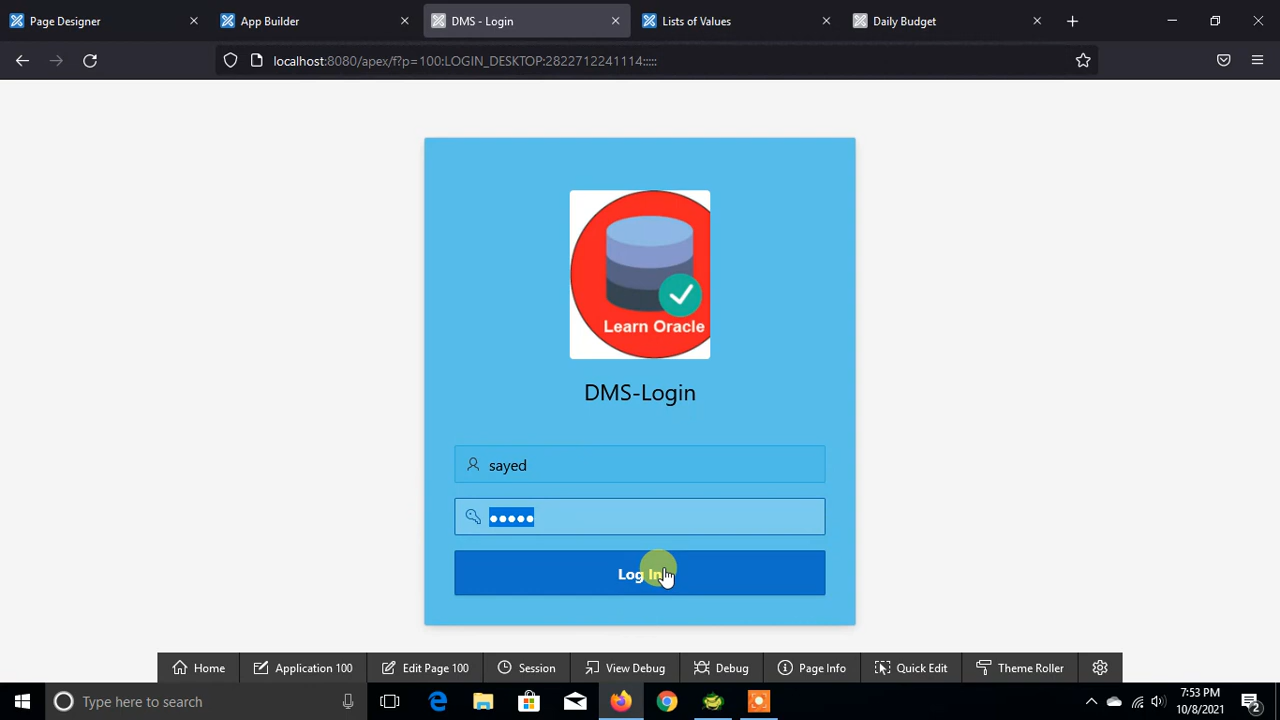 Page Designer
App Builder
DMS - Login
Lists of Values
Daily Budget
localhost:8080/apex/f?p=100:LOGIN_DESKTOP:2822712241114:::::
Learn Oracle
DMS-Login
sayed
●●●●●
Log In
Home
Application 100
Edit Page 100
Session
View Debug
Debug
Page Info
Quick Edit
Theme Roller
Type here to search
7:53 PM
10/8/2021
2